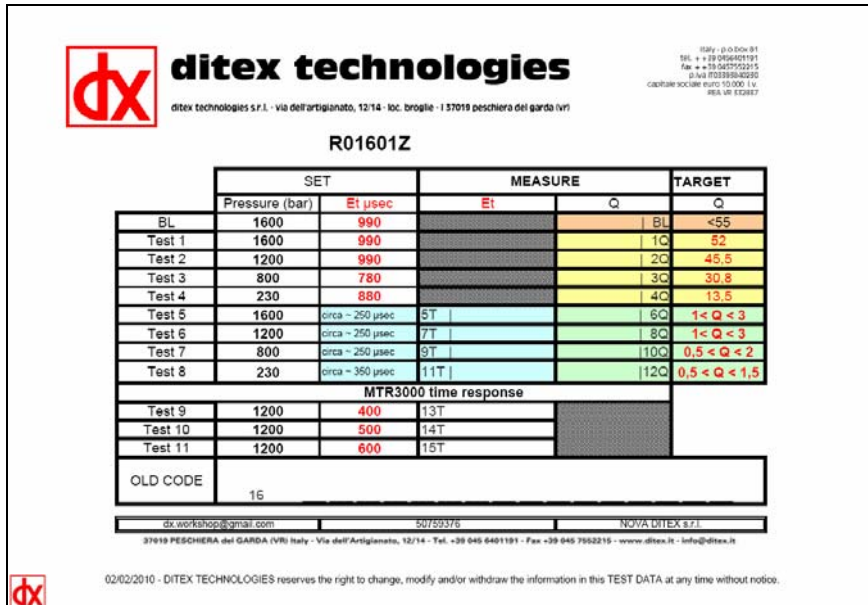 dx
ditex technologies
ditex technologies s.r.l. - via dell'artigianato, 12/14 - loc. broglie - I 37019 peschiera del garda (vr)
capitale sociale euro 10.000 i.v.
R01601Z
SET MEASURE TARGET
Pressure (bar) Et µsec Et Q Q
BL 1600 990 | BL <55
Test 1 1600 990 | 1Q 52
Test 2 1200 990 | 2Q 45,5
Test 3 800 780 | 3Q 30,8
Test 4 230 880 | 4Q 13,5
Test 5 1600 circa ~ 250 µsec 5T | | 6Q 1< Q < 3
Test 6 1200 circa ~ 250 µsec 7T | | 8Q 1< Q < 3
Test 7 800 circa ~ 250 µsec 9T | |10Q 0,5 < Q < 2
Test 8 230 circa ~ 350 µsec 11T | |12Q 0,5 < Q < 1,5
MTR3000 time response
Test 9 1200 400 13T
Test 10 1200 500 14T
Test 11 1200 600 15T
OLD CODE
16
dx.workshop@gmail.com 50759376 NOVA DITEX s.r.l.
37019 PESCHIERA del GARDA (VR) Italy - Via dell'Artigianato, 12/14 - Tel. +39 045 6401191 - Fax +39 045 7552215 - www.ditex.it - info@ditex.it
02/02/2010 - DITEX TECHNOLOGIES reserves the right to change, modify and/or withdraw the information in this TEST DATA at any time without notice.
dx